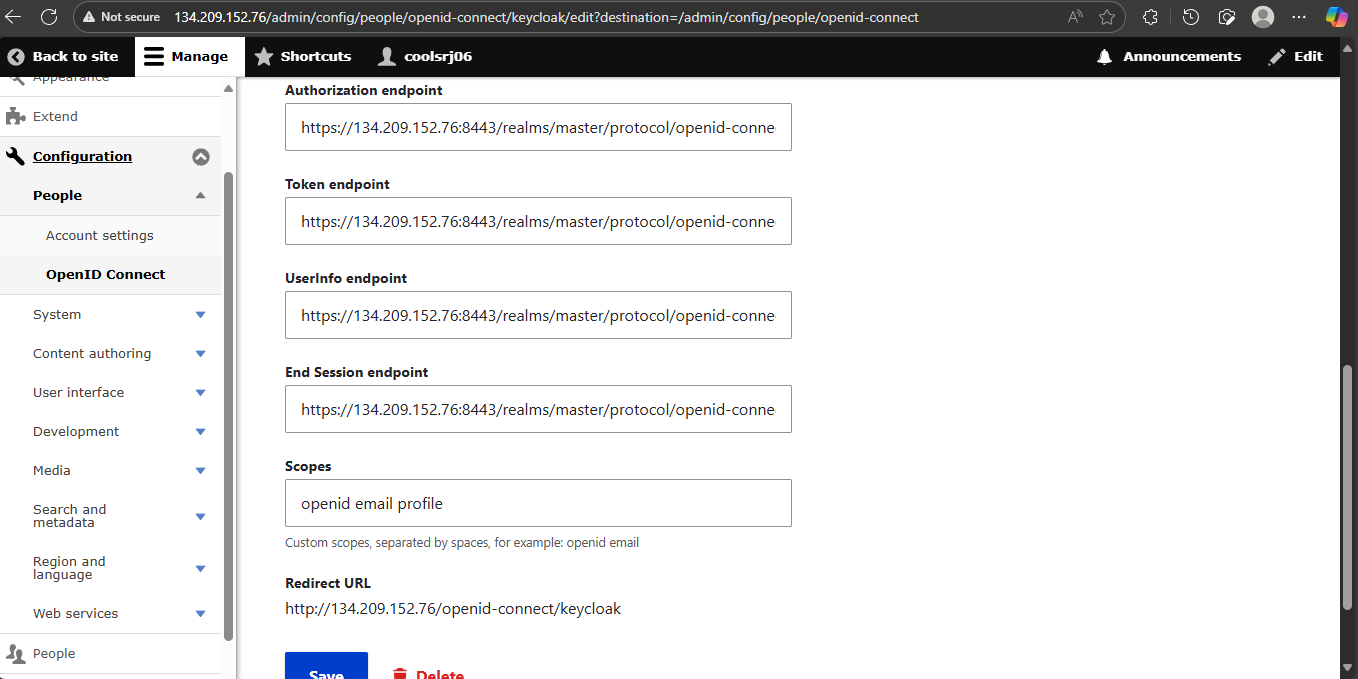 Not secure 134.209.152.76/admin/config/people/openid-connect/keycloak/edit?destination=/admin/config/people/openid-connect
Back to site Manage Shortcuts coolsrj06 Announcements Edit
Appearance
Extend
Configuration
People
Account settings
OpenID Connect
System
Content authoring
User interface
Development
Media
Search and
metadata
Region and
language
Web services
People
Authorization endpoint
https://134.209.152.76:8443/realms/master/protocol/openid-conne
Token endpoint
https://134.209.152.76:8443/realms/master/protocol/openid-conne
UserInfo endpoint
https://134.209.152.76:8443/realms/master/protocol/openid-conne
End Session endpoint
https://134.209.152.76:8443/realms/master/protocol/openid-conne
Scopes
openid email profile
Custom scopes, separated by spaces, for example: openid email
Redirect URL
http://134.209.152.76/openid-connect/keycloak
Save Delete